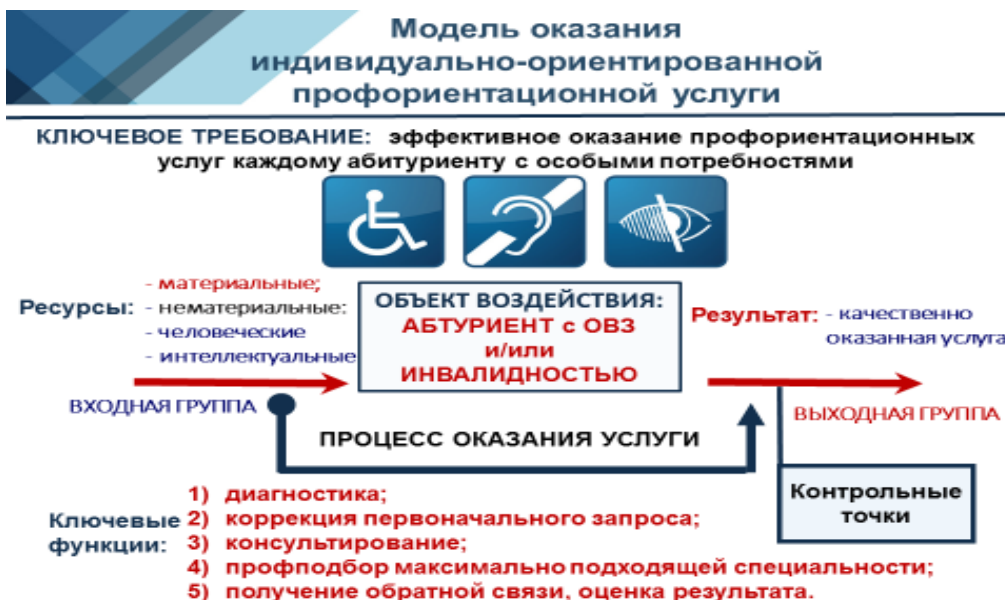 Модель оказания
индивидуально-ориентированной
профориентационной услуги
КЛЮЧЕВОЕ ТРЕБОВАНИЕ: эффективное оказание профориентационных
услуг каждому абитуриенту с особыми потребностями
Ресурсы:
- материальные;
- нематериальные:
- человеческие
- интеллектуальные
ОБЪЕКТ ВОЗДЕЙСТВИЯ:
АБТУРИЕНТ с ОВЗ
и/или
ИНВАЛИДНОСТЬЮ
Результат: - качественно
оказанная услуга
ВХОДНАЯ ГРУППА
ВЫХОДНАЯ ГРУППА
ПРОЦЕСС ОКАЗАНИЯ УСЛУГИ
Контрольные
точки
Ключевые
функции:
1) диагностика;
2) коррекция первоначального запроса;
3) консультирование;
4) профподбор максимально подходящей специальности;
5) получение обратной связи, оценка результата.